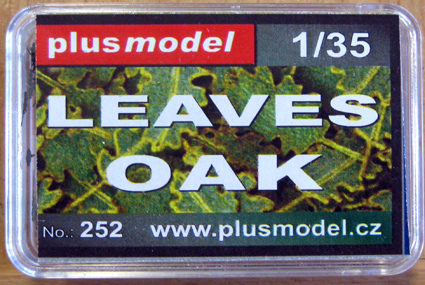 plusmodel 1/35
LEAVES
OAK
No.: 252 www.plusmodel.cz